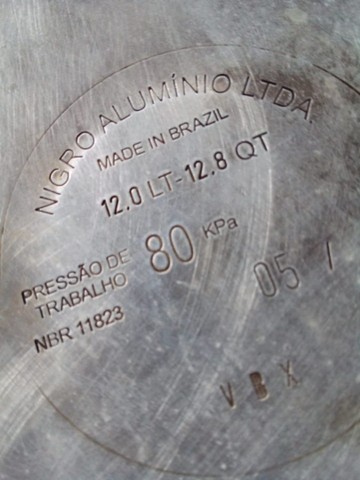 NIGRO ALUMÍNIO LTDA.
MADE IN BRAZIL
12.0 LT-12.8 QT
PRESSÃO DE
TRABALHO
80 KPa
NBR 11823
05 /
V B X